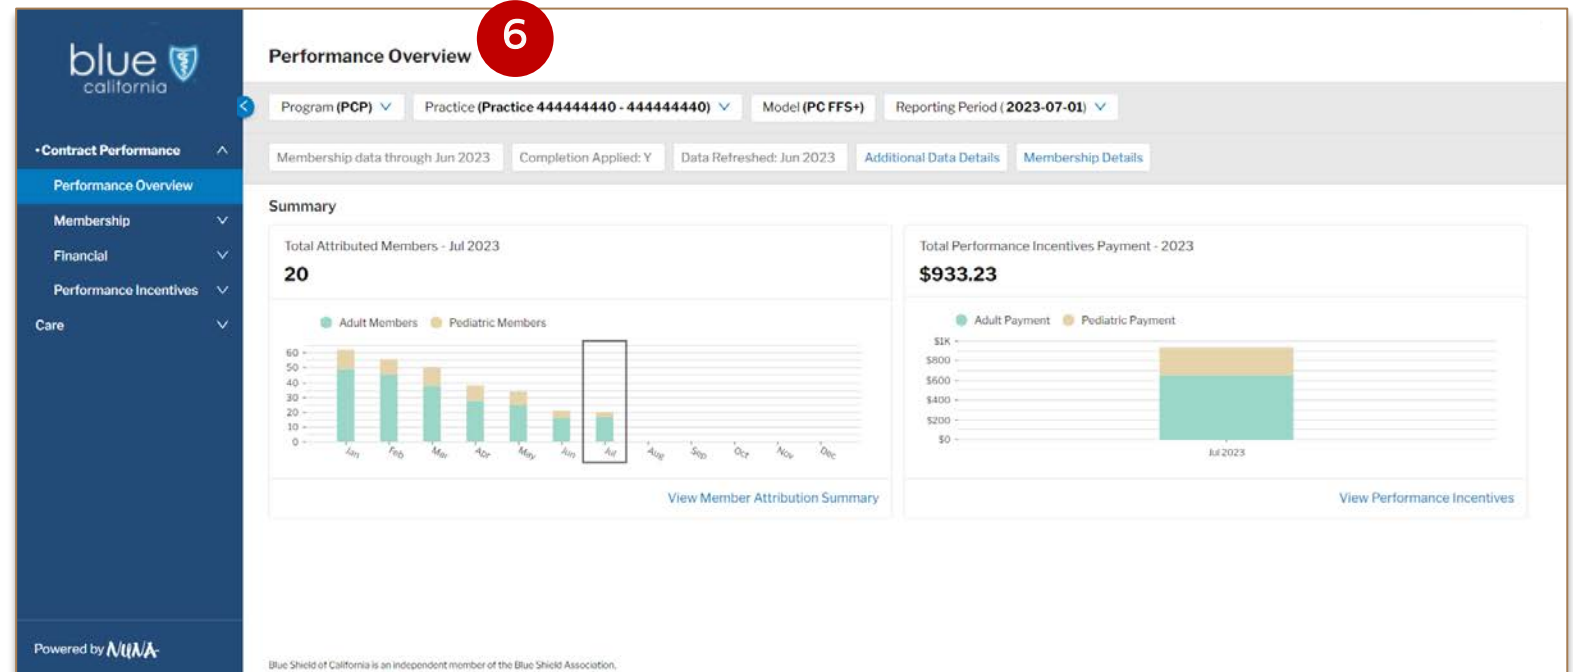 blue
california
6
Performance Overview
Program (PCP)
Practice (Practice 444444440 - 444444440)
Model (PC FFS+)
Reporting Period ( 2023-07-01)
Contract Performance
Membership data through Jun 2023
Completion Applied: Y
Data Refreshed: Jun 2023
Additional Data Details
Membership Details
Performance Overview
Membership
Financial
Performance Incentives
Care
Summary
Total Attributed Members - Jul 2023
20
Adult Members
Pediatric Members
60
50
40
30
20
10
0
Jan
Feb
Mar
Apr
May
Jun
Jul
Aug
Sep
Oct
Nov
Dec
View Member Attribution Summary
Total Performance Incentives Payment - 2023
$933.23
Adult Payment
Pediatric Payment
$1K
$800
$600
$400
$200
$0
Jul 2023
View Performance Incentives
Powered by NUNA
Blue Shield of California is an independent member of the Blue Shield Association.